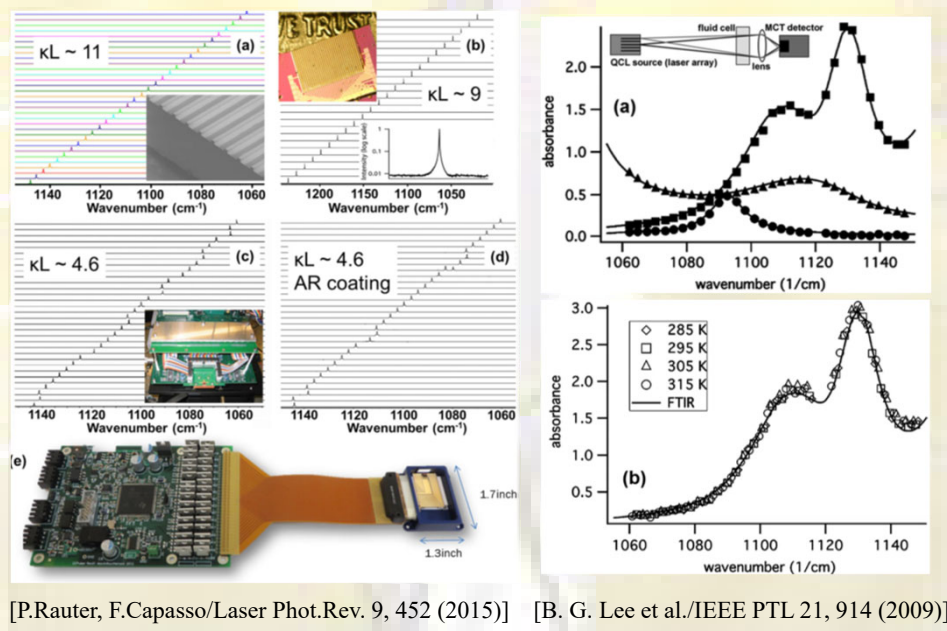 (a)
κL ~ 11
1140 1120 1100 1080 1060
Wavenumber (cm⁻¹)
WE TRUST
(b)
κL ~ 9
Intensity (log scale)
1
0.1
0.01
1200 1150 1100 1050
Wavenumber (cm⁻¹)
(c)
κL ~ 4.6
1140 1120 1100 1080 1060
Wavenumber (cm⁻¹)
(d)
κL ~ 4.6
AR coating
1140 1120 1100 1080 1060
Wavenumber (cm⁻¹)
(e)
1.7inch
1.3inch
fluid cell
MCT detector
QCL source (laser array)
lens
(a)
absorbance
2.0
1.5
1.0
0.5
0.0
1060 1080 1100 1120 1140
wavenumber (1/cm)
3.0
2.5
2.0
1.5
1.0
0.5
absorbance
285 K
295 K
305 K
315 K
FTIR
(b)
1060 1080 1100 1120 1140
wavenumber (1/cm)
[P.Rauter, F.Capasso/Laser Phot.Rev. 9, 452 (2015)]
[B. G. Lee et al./IEEE PTL 21, 914 (2009)]